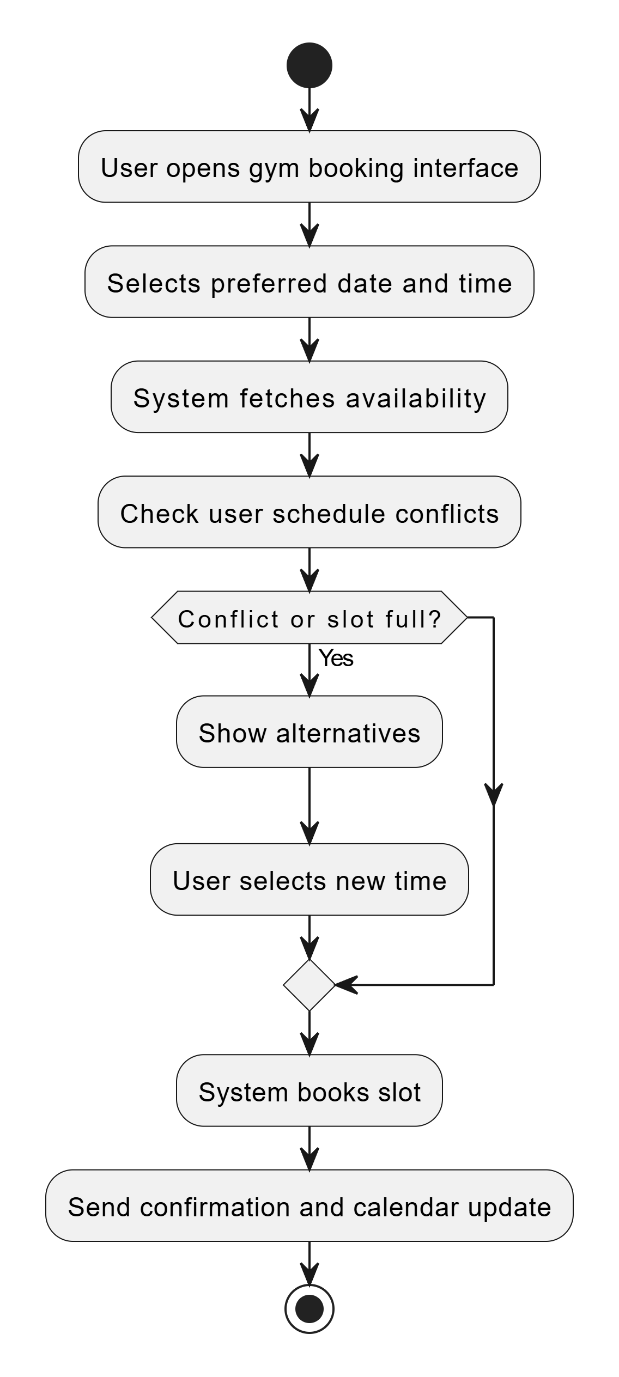 User opens gym booking interface
Selects preferred date and time
System fetches availability
Check user schedule conflicts
Conflict or slot full?
Yes
Show alternatives
User selects new time
System books slot
Send confirmation and calendar update